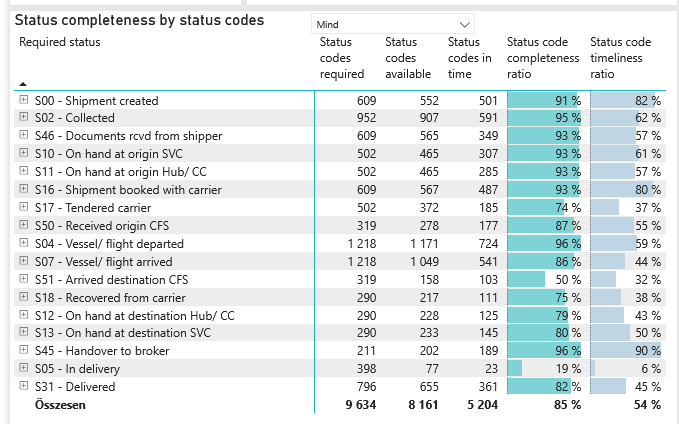 Status completeness by status codes
Mind
Required status Status codes required Status codes available Status codes in time Status code completeness ratio Status code timeliness ratio
S00 - Shipment created 609 552 501 91 % 82 %
S02 - Collected 952 907 591 95 % 62 %
S46 - Documents rcvd from shipper 609 565 349 93 % 57 %
S10 - On hand at origin SVC 502 465 307 93 % 61 %
S11 - On hand at origin Hub/ CC 502 465 285 93 % 57 %
S16 - Shipment booked with carrier 609 567 487 93 % 80 %
S17 - Tendered carrier 502 372 185 74 % 37 %
S50 - Received origin CFS 319 278 177 87 % 55 %
S04 - Vessel/ flight departed 1 218 1 171 724 96 % 59 %
S07 - Vessel/ flight arrived 1 218 1 049 541 86 % 44 %
S51 - Arrived destination CFS 319 158 103 50 % 32 %
S18 - Recovered from carrier 290 217 111 75 % 38 %
S12 - On hand at destination Hub/ CC 290 228 125 79 % 43 %
S13 - On hand at destination SVC 290 233 145 80 % 50 %
S45 - Handover to broker 211 202 189 96 % 90 %
S05 - In delivery 398 77 23 19 % 6 %
S31 - Delivered 796 655 361 82 % 45 %
Összesen 9 634 8 161 5 204 85 % 54 %